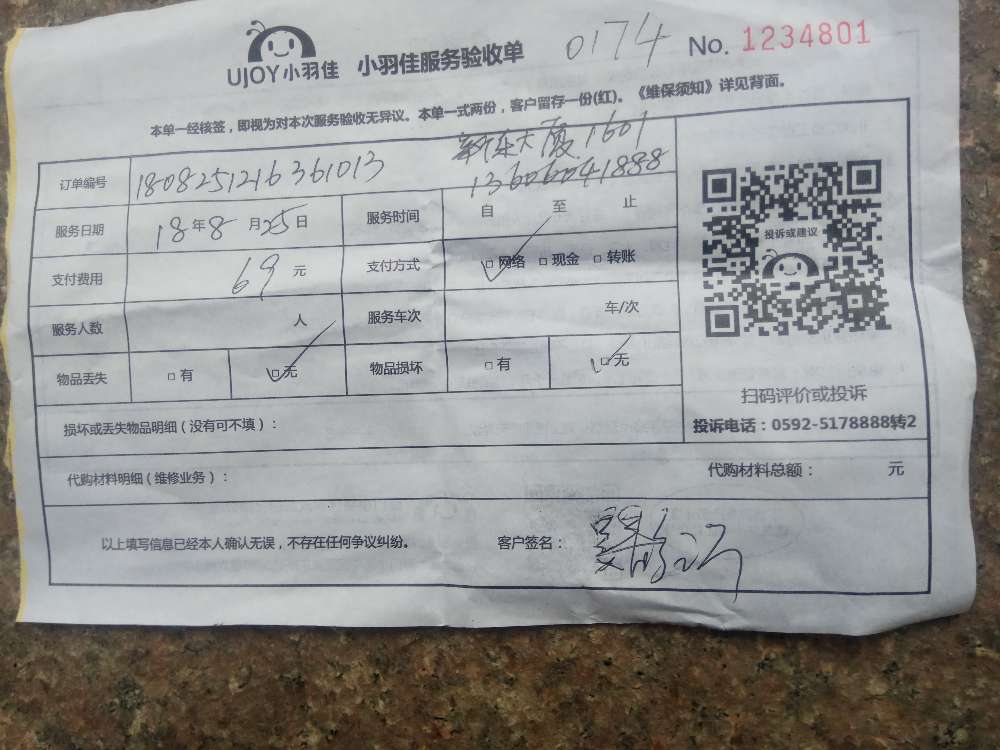 UJOY小羽佳 小羽佳服务验收单 0174 No. 1234801
本单一经核签，即视为对本次服务验收无异议。本单一式两份，客户留存一份(红)。《维保须知》详见背面。
大厦1601
订单编号 1808251216361013 13606041888
服务日期 18年8月25日 服务时间 自 至 止
支付费用 69元 支付方式 □网络 □现金 □转账
服务人数 人 服务车次 车/次
物品丢失 □有 □无 物品损坏 □有 □无
投诉或建议
扫码评价或投诉
投诉电话：0592-5178888转2
损坏或丢失物品明细（没有可不填）：
代购材料明细（维修业务）： 代购材料总额： 元
以上填写信息已经本人确认无误，不存在任何争议纠纷。 客户签名：